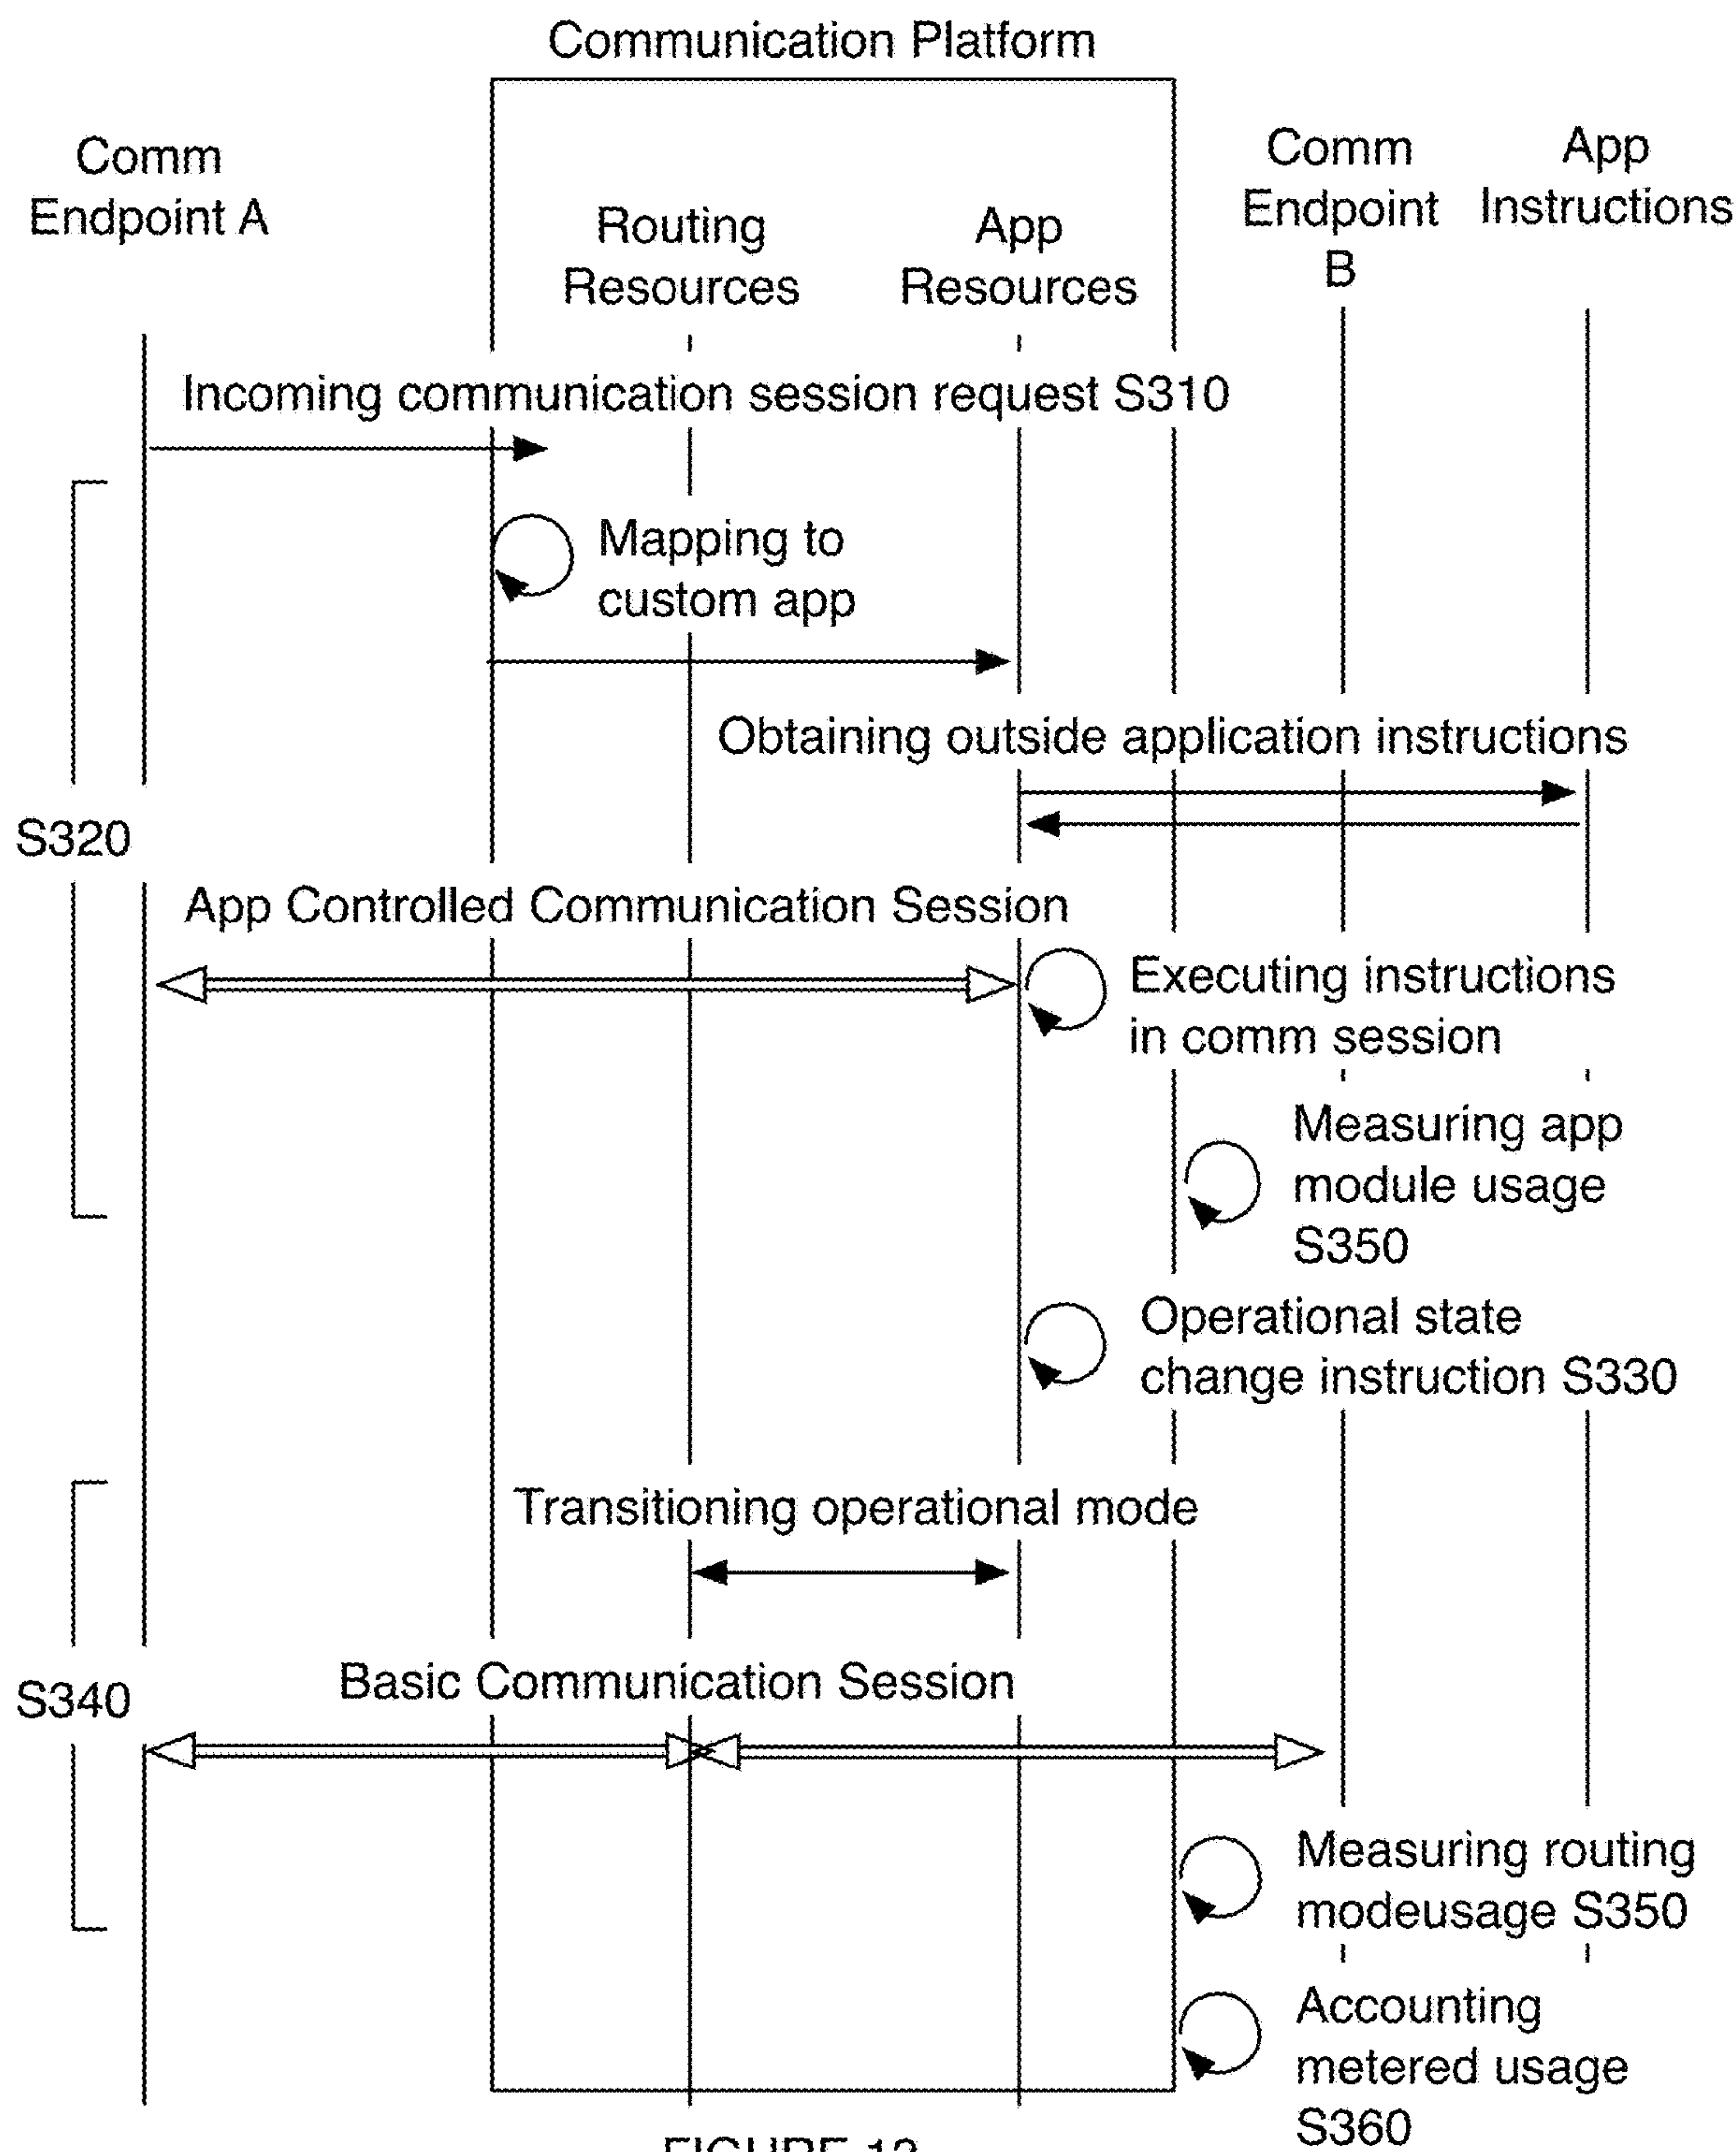 Communication Platform
Comm
Endpoint A
Routing
Resources
App
Resources
Comm
Endpoint
B
App
Instructions
Incoming communication session request S310
Mapping to
custom app
Obtaining outside application instructions
S320
App Controlled Communication Session
Executing instructions
in comm session
Measuring app
module usage
S350
Operational state
change instruction S330
Transitioning operational mode
S340
Basic Communication Session
Measuring routing
modeusage S350
Accounting
metered usage
S360
FIGURE